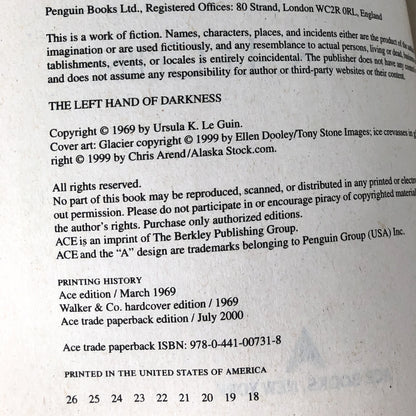 Penguin Books Ltd., Registered Offices: 80 Strand, London WC2R 0RL, England
This is a work of fiction. Names, characters, places, and incidents either are the product of the
imagination or are used fictitiously, and any resemblance to actual persons, living or dead, business
tablishments, events, or locales is entirely coincidental. The publisher does not have any
and does not assume any responsibility for author or third-party websites or their content.
THE LEFT HAND OF DARKNESS
Copyright © 1969 by Ursula K. Le Guin.
Cover art: Glacier copyright © 1999 by Ellen Dooley/Tony Stone Images; ice crevasses in
right © 1999 by Chris Arend/Alaska Stock.com.
All rights reserved.
No part of this book may be reproduced, scanned, or distributed in any printed or electro
out permission. Please do not participate in or encourage piracy of copyrighted material
the author's rights. Purchase only authorized editions.
ACE is an imprint of The Berkley Publishing Group.
ACE and the "A" design are trademarks belonging to Penguin Group (USA) Inc.
PRINTING HISTORY
Ace edition / March 1969
Walker & Co. hardcover edition / 1969
Ace trade paperback edition / July 2000
Ace trade paperback ISBN: 978-0-441-00731-8
PRINTED IN THE UNITED STATES OF AMERICA
26 25 24 23 22 21 20 19 18